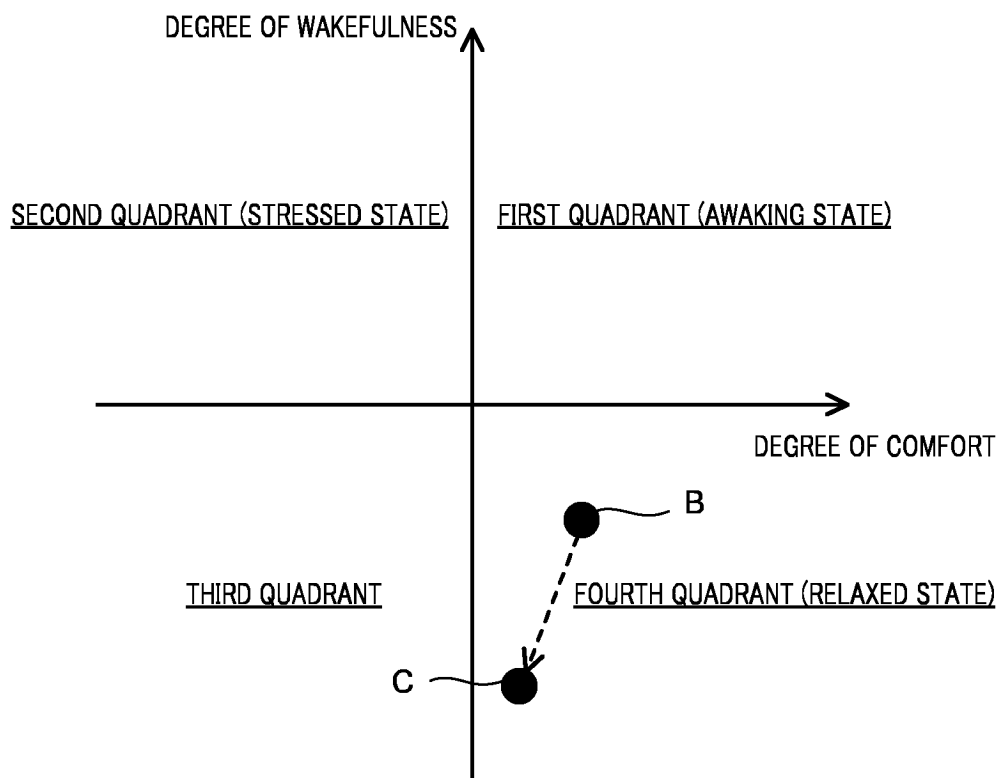 DEGREE OF WAKEFULNESS
SECOND QUADRANT (STRESSED STATE)
FIRST QUADRANT (AWAKING STATE)
DEGREE OF COMFORT
B
THIRD QUADRANT
FOURTH QUADRANT (RELAXED STATE)
C